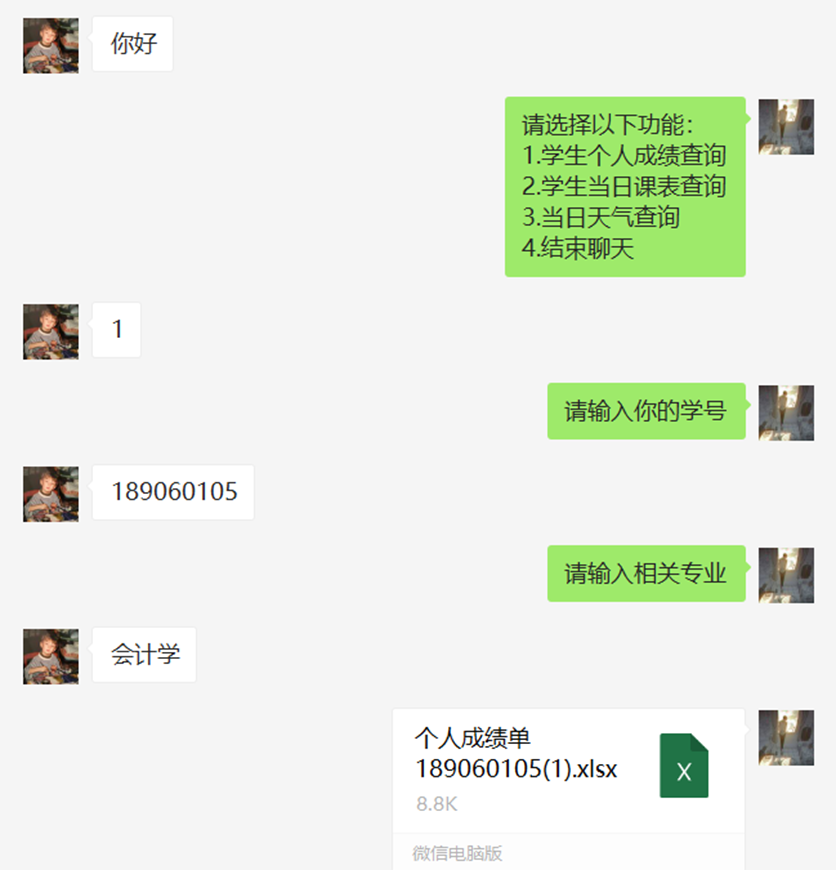 你好
请选择以下功能：
1.学生个人成绩查询
2.学生当日课表查询
3.当日天气查询
4.结束聊天
1
请输入你的学号
189060105
请输入相关专业
会计学
个人成绩单
189060105(1).xlsx
X
8.8K
微信电脑版